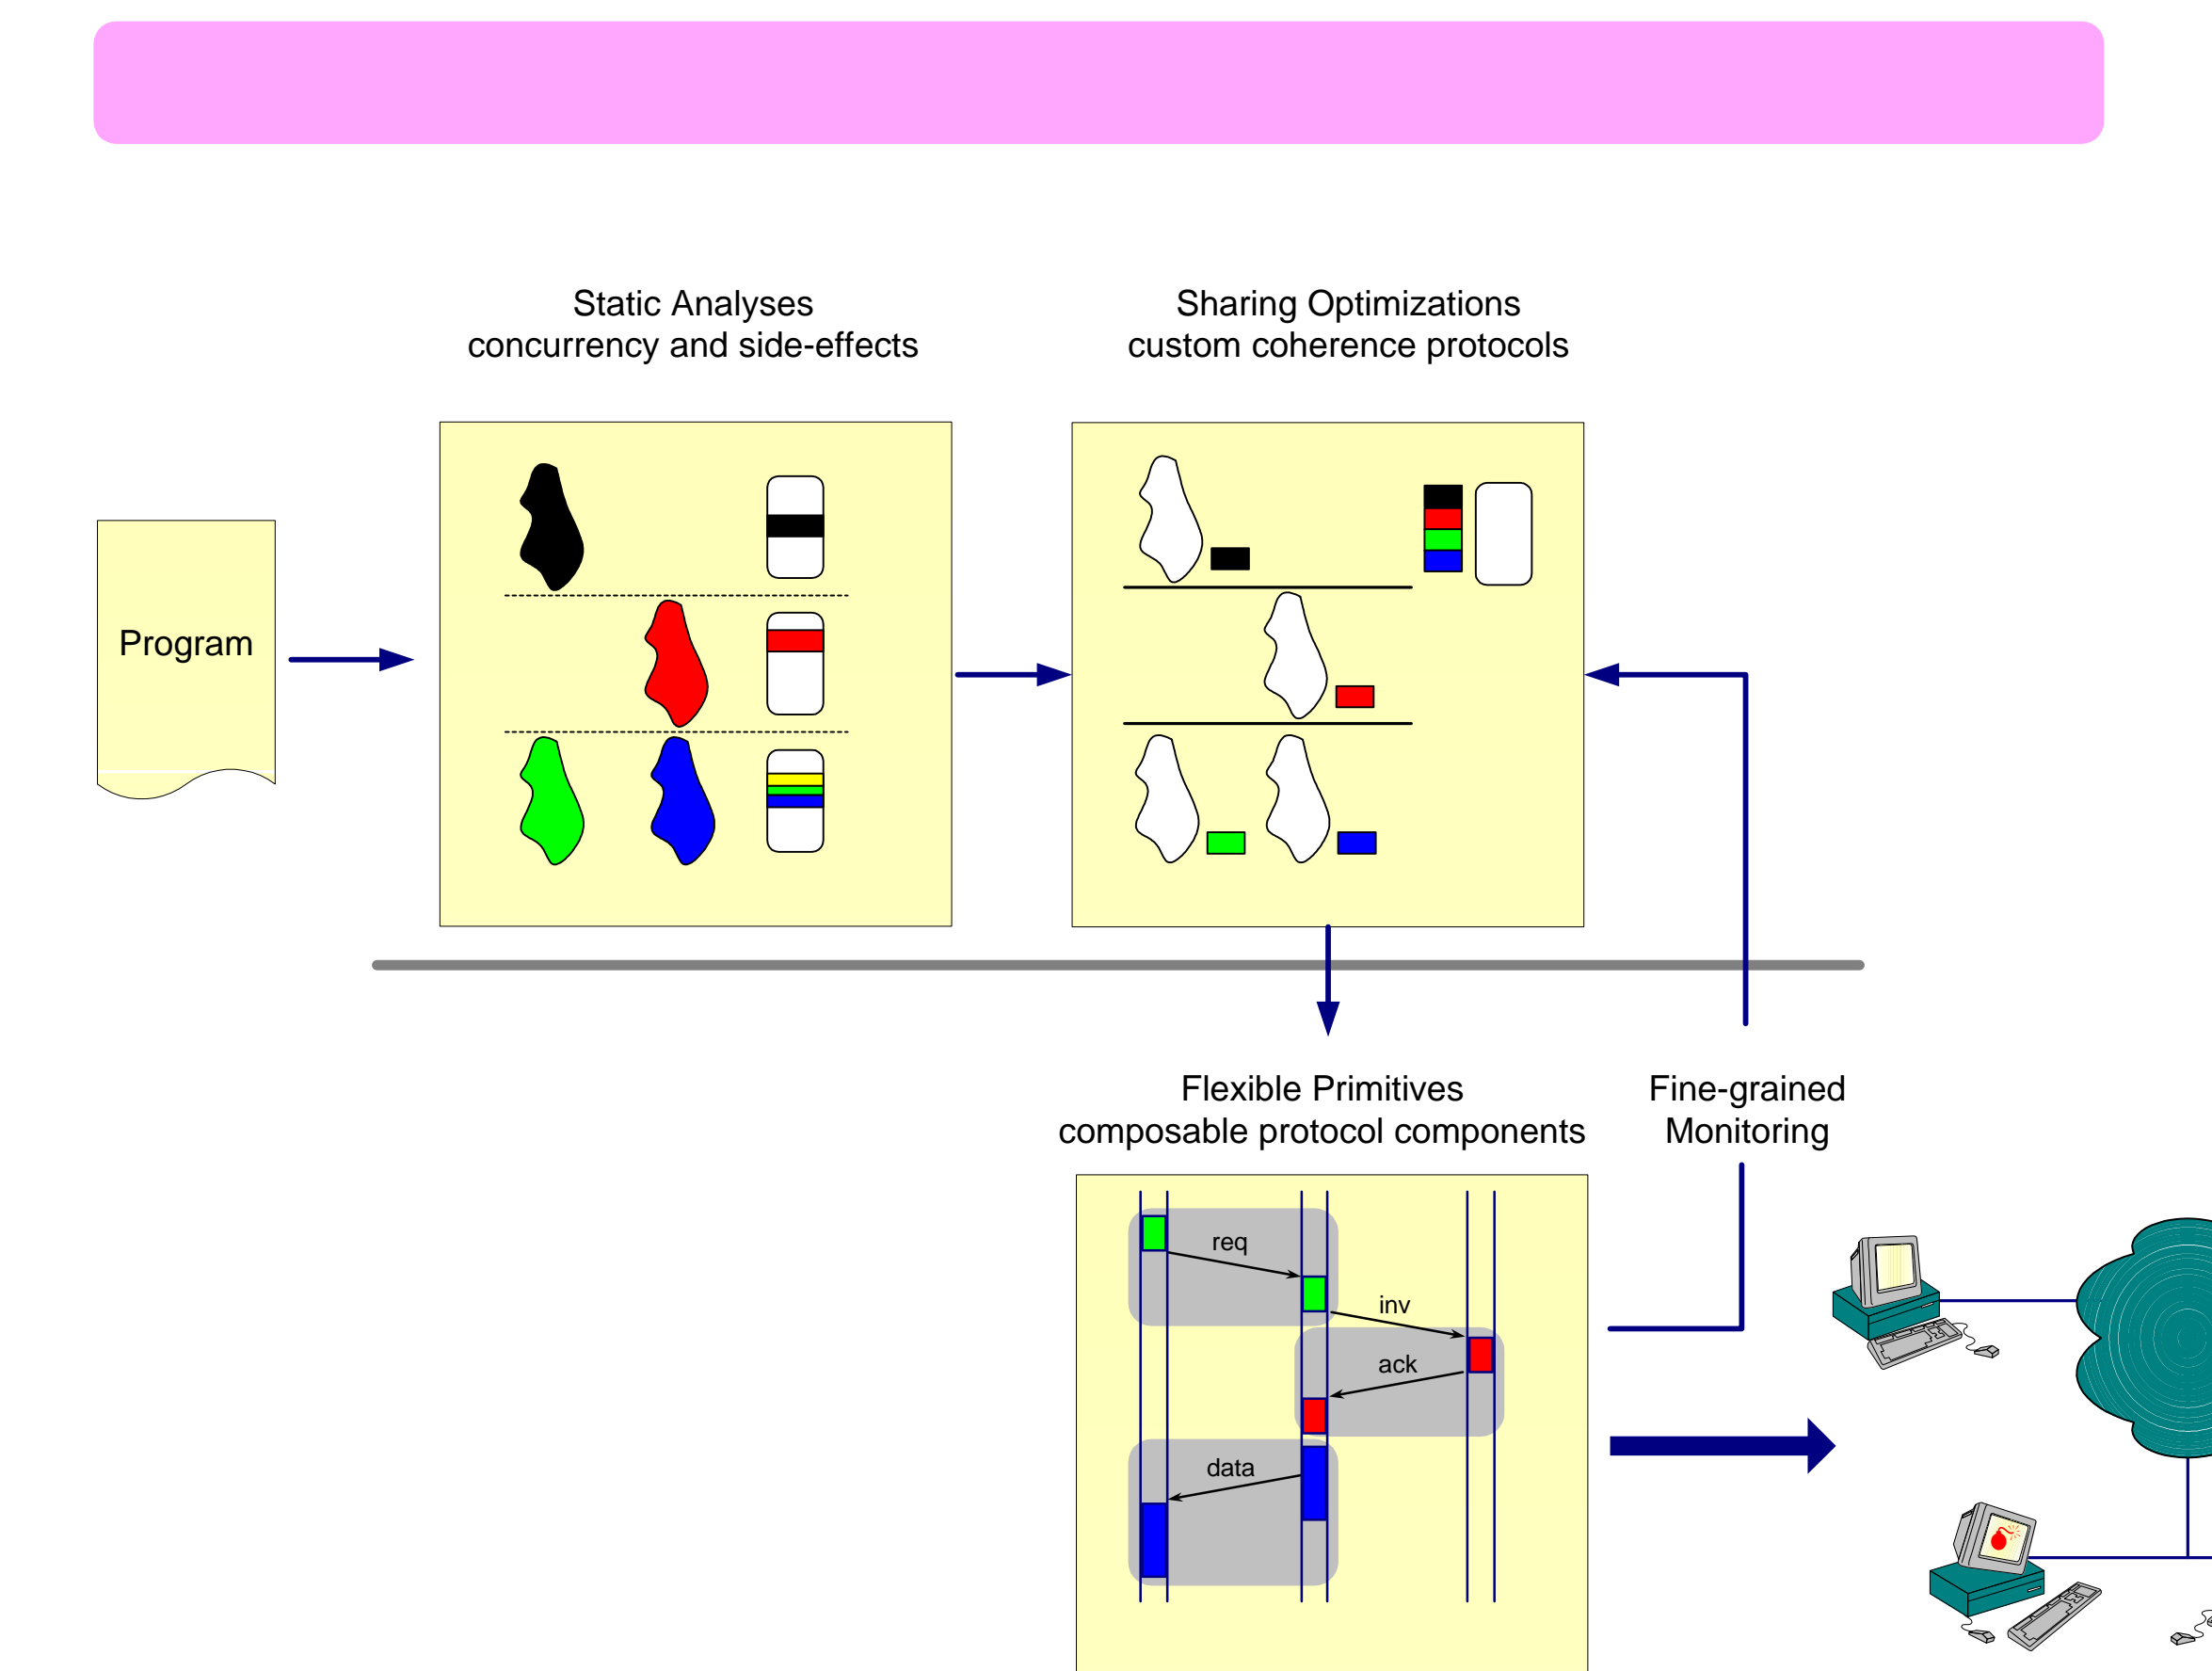 Static Analyses
concurrency and side-effects
Sharing Optimizations
custom coherence protocols
Program
Flexible Primitives
composable protocol components
Fine-grained
Monitoring
req
inv
ack
data